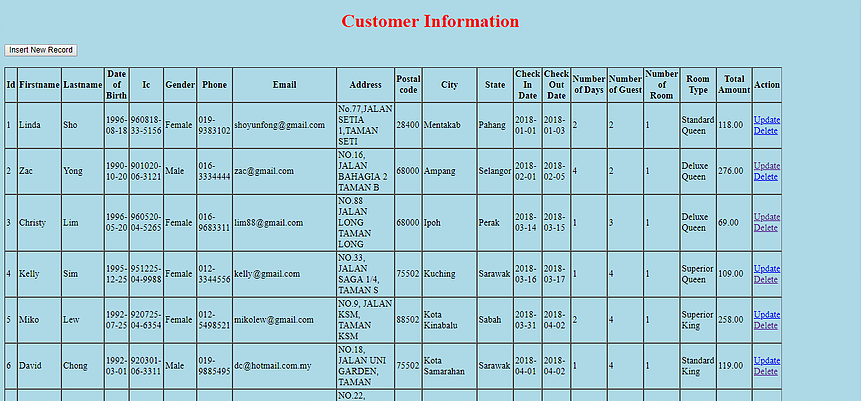 Customer Information
Insert New Record
Id Firstname Lastname Date of Birth Ic Gender Phone Email Address Postal code City State Check In Date Check Out Date Number of Days Number of Guest Number of Room Room Type Total Amount Action
1 Linda Sho 1996-08-18 960818-33-5156 Female 019-9383102 shoyunfong@gmail.com No.77,JALAN SETIA 1,TAMAN SETI 28400 Mentakab Pahang 2018-01-01 2018-01-03 2 2 1 Standard Queen 118.00 Update Delete
2 Zac Yong 1990-10-20 901020-06-3121 Male 016-3334444 zac@gmail.com NO.16, JALAN BAHAGIA 2 TAMAN B 68000 Ampang Selangor 2018-02-01 2018-02-05 4 2 1 Deluxe Queen 276.00 Update Delete
3 Christy Lim 1996-05-20 960520-04-5265 Female 016-9683311 lim88@gmail.com NO.88 JALAN LONG TAMAN LONG 68000 Ipoh Perak 2018-03-14 2018-03-15 1 3 1 Deluxe Queen 69.00 Update Delete
4 Kelly Sim 1995-12-25 951225-04-9988 Female 012-3344556 kelly@gmail.com NO.33, JALAN SAGA 1/4, TAMAN S 75502 Kuching Sarawak 2018-03-16 2018-03-17 1 4 1 Superior Queen 109.00 Update Delete
5 Miko Lew 1992-07-25 920725-04-6354 Female 012-5498521 mikolew@gmail.com NO.9, JALAN KSM, TAMAN KSM 88502 Kota Kinabalu Sabah 2018-03-31 2018-04-02 2 4 1 Superior King 258.00 Update Delete
6 David Chong 1992-03-01 920301-06-3311 Male 019-9885495 dc@hotmail.com.my NO.18, JALAN UNI GARDEN, TAMAN 75502 Kota Samarahan Sarawak 2018-04-01 2018-04-02 1 4 1 Standard King 119.00 Update Delete
NO.22,